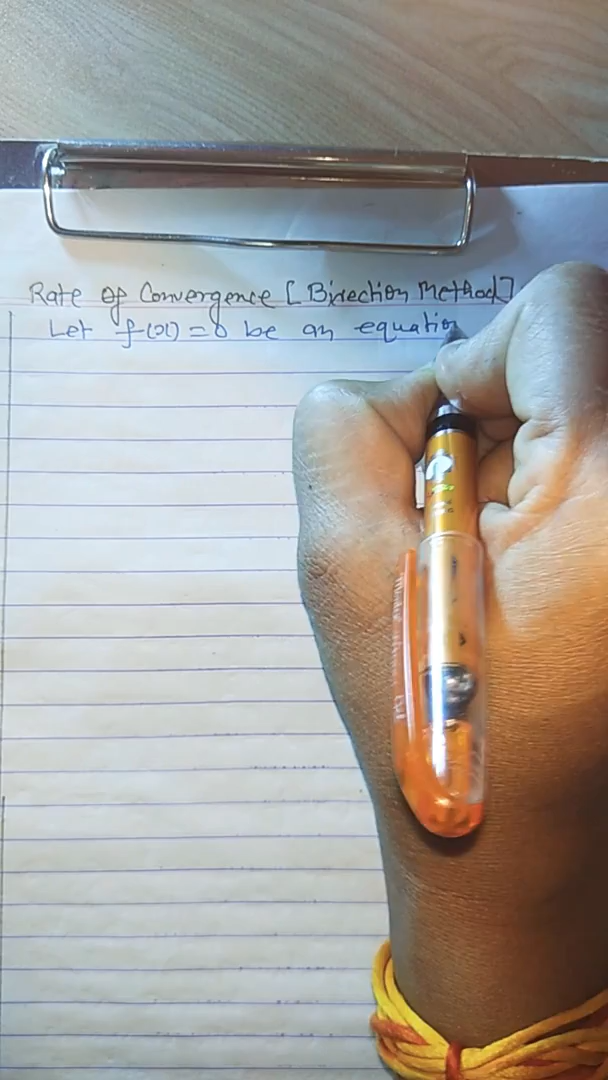 Rate of Convergence [Bisection Method]
Let f(x) = 0 be an equation